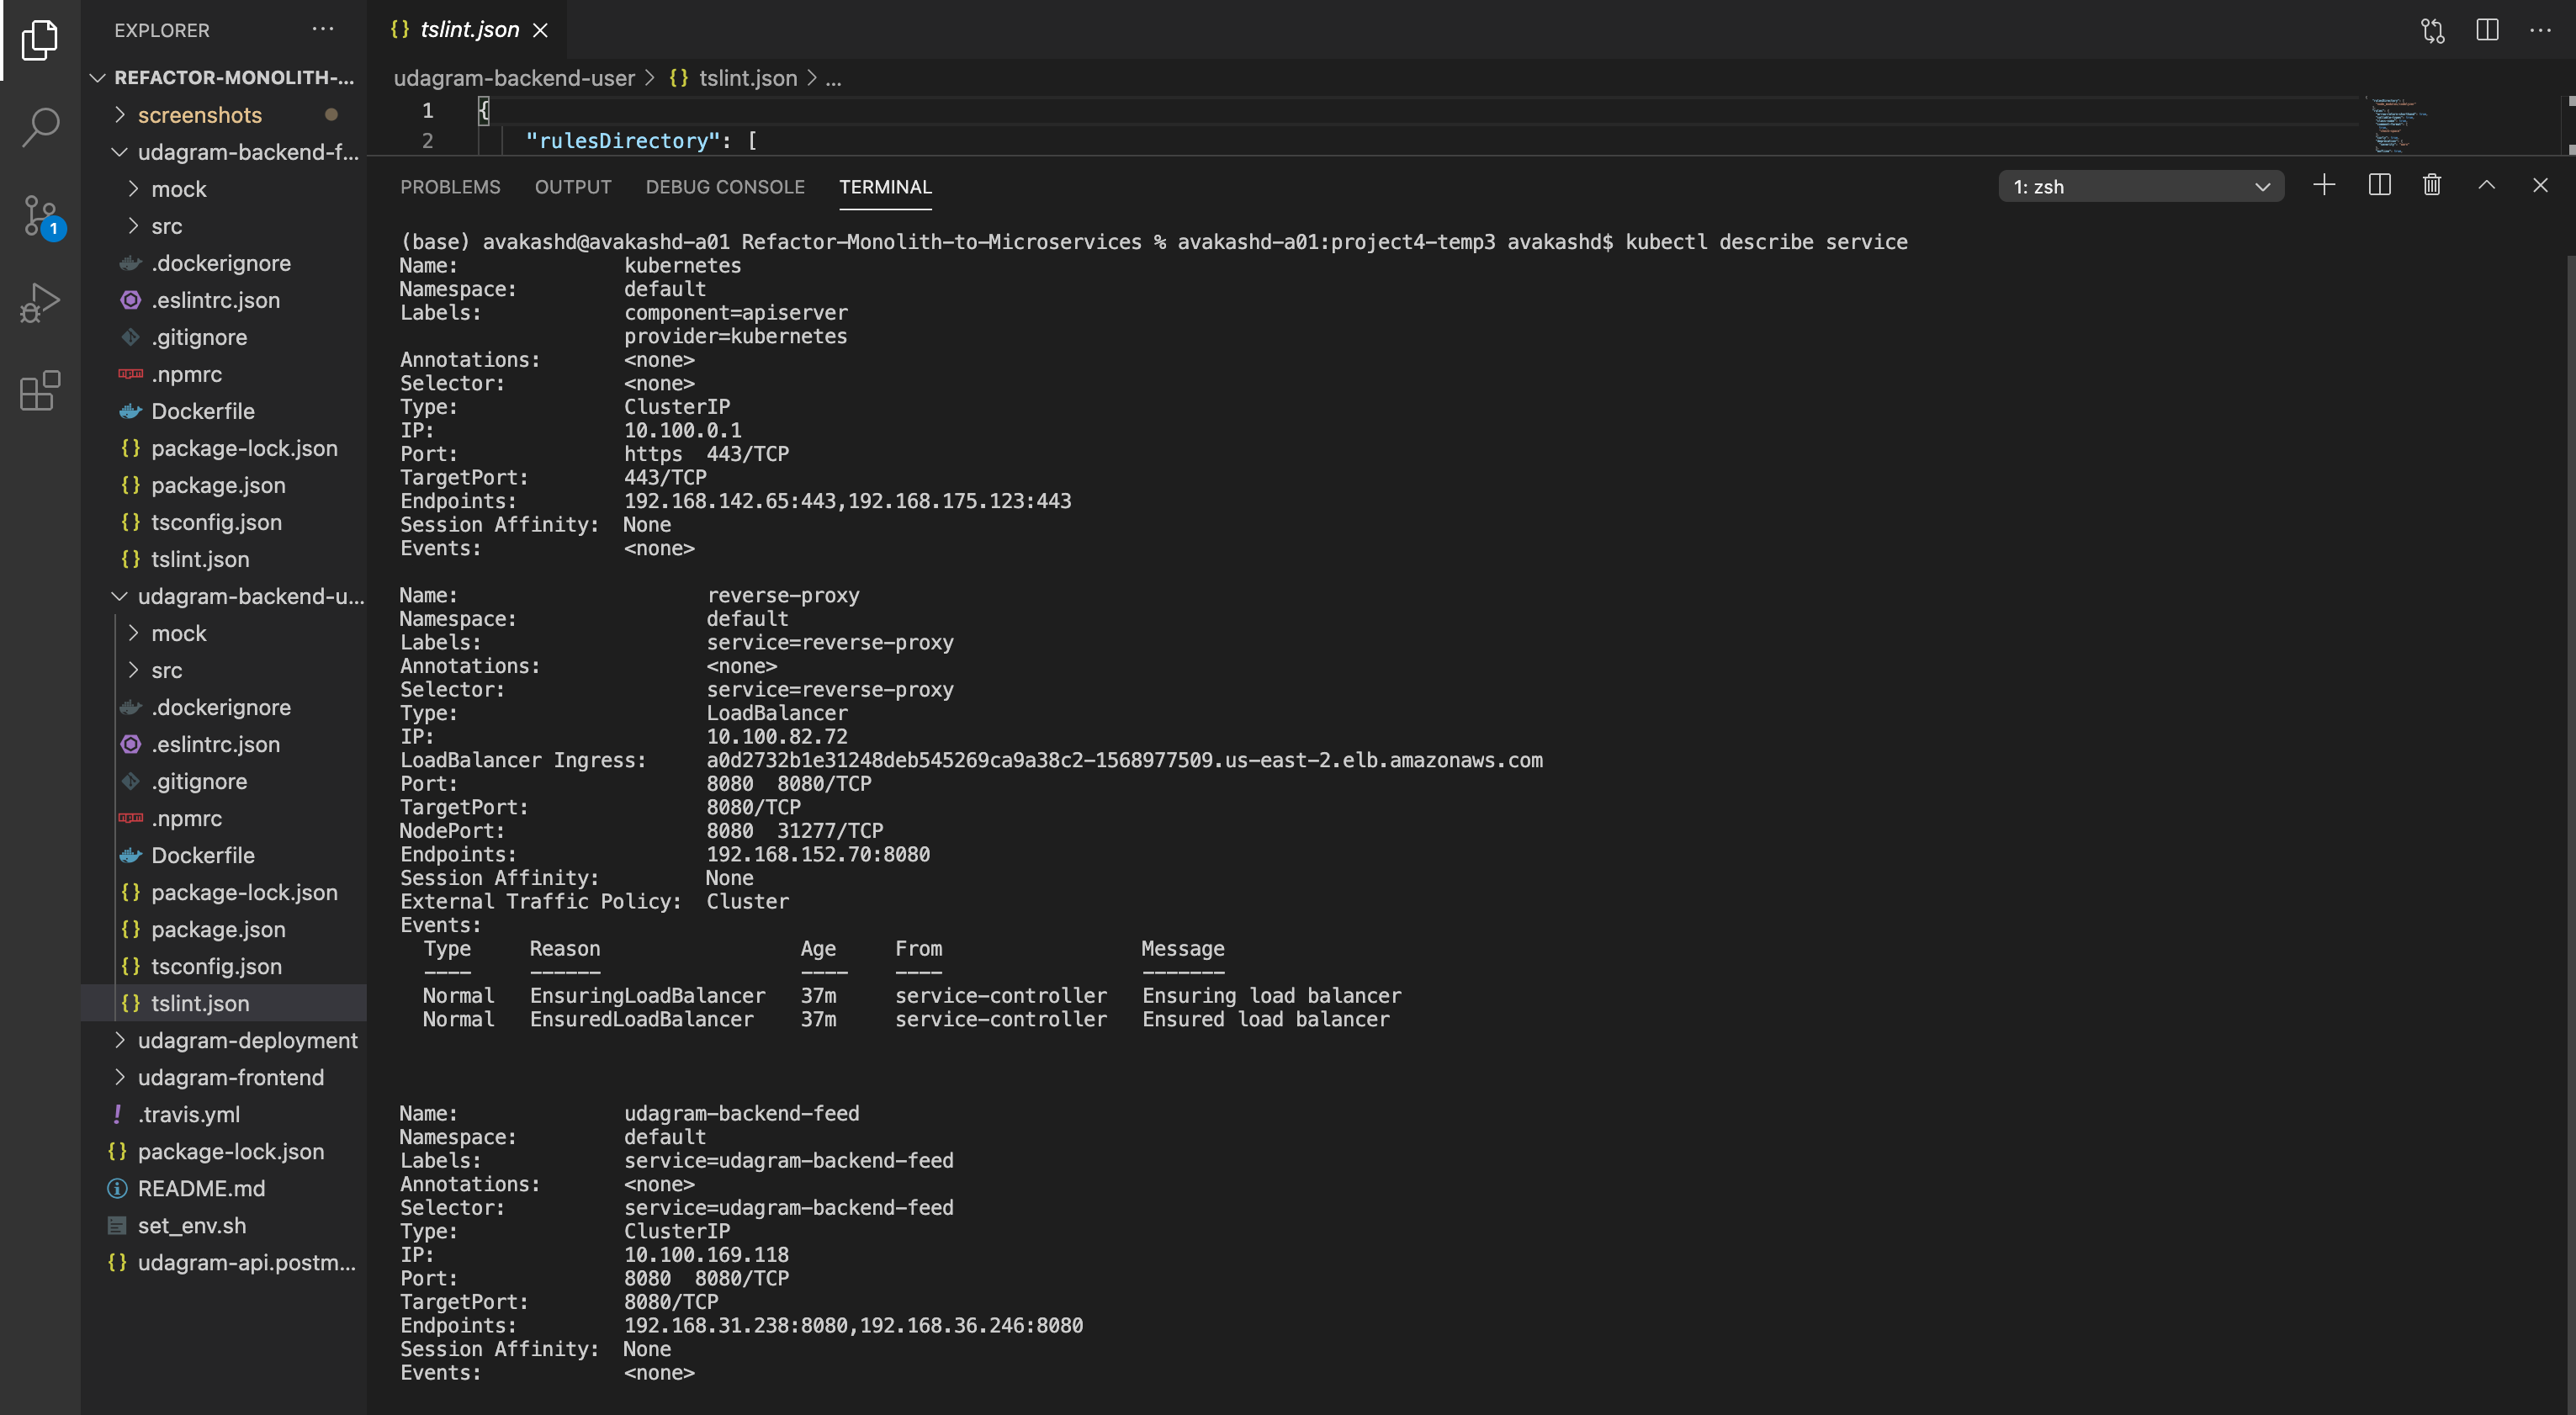 EXPLORER ...
REFACTOR-MONOLITH-...
screenshots
udagram-backend-f...
mock
src
.dockerignore
.eslintrc.json
.gitignore
.npmrc
Dockerfile
package-lock.json
package.json
tsconfig.json
tslint.json
udagram-backend-u...
mock
src
.dockerignore
.eslintrc.json
.gitignore
.npmrc
Dockerfile
package-lock.json
package.json
tsconfig.json
tslint.json
udagram-deployment
udagram-frontend
.travis.yml
package-lock.json
README.md
set_env.sh
udagram-api.postm...
1
{} tslint.json
udagram-backend-user > {} tslint.json > ...
1 {
2 "rulesDirectory": [
PROBLEMS OUTPUT DEBUG CONSOLE TERMINAL 1: zsh
(base) avakashd@avakashd-a01 Refactor-Monolith-to-Microservices % avakashd-a01:project4-temp3 avakashd$ kubectl describe service
Name: kubernetes
Namespace: default
Labels: component=apiserver
provider=kubernetes
Annotations: <none>
Selector: <none>
Type: ClusterIP
IP: 10.100.0.1
Port: https 443/TCP
TargetPort: 443/TCP
Endpoints: 192.168.142.65:443,192.168.175.123:443
Session Affinity: None
Events: <none>
Name: reverse-proxy
Namespace: default
Labels: service=reverse-proxy
Annotations: <none>
Selector: service=reverse-proxy
Type: LoadBalancer
IP: 10.100.82.72
LoadBalancer Ingress: a0d2732b1e31248deb545269ca9a38c2-1568977509.us-east-2.elb.amazonaws.com
Port: 8080 8080/TCP
TargetPort: 8080/TCP
NodePort: 8080 31277/TCP
Endpoints: 192.168.152.70:8080
Session Affinity: None
External Traffic Policy: Cluster
Events:
Type Reason Age From Message
---- ------ ---- ---- -------
Normal EnsuringLoadBalancer 37m service-controller Ensuring load balancer
Normal EnsuredLoadBalancer 37m service-controller Ensured load balancer
Name: udagram-backend-feed
Namespace: default
Labels: service=udagram-backend-feed
Annotations: <none>
Selector: service=udagram-backend-feed
Type: ClusterIP
IP: 10.100.169.118
Port: 8080 8080/TCP
TargetPort: 8080/TCP
Endpoints: 192.168.31.238:8080,192.168.36.246:8080
Session Affinity: None
Events: <none>